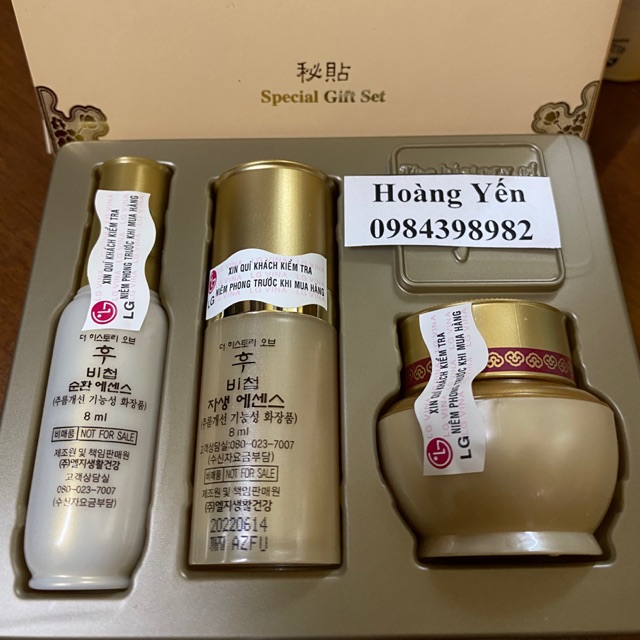 秘貼
Special Gift Set
Hoàng Yến
0984398982
XIN QUÍ KHÁCH KIỂM TRA
NIÊM PHONG TRƯỚC KHI MUA HÀNG
LG
더 히스토리 오브
후
비첩
순환 에센스
(주름개선 기능성 화장품)
8 ml
비매품 NOT FOR SALE
제조원 및 책임판매원
(주)엘지생활건강
고객상담실
080-023-7007
(수신자요금부담)
XIN QUÍ KHÁCH KIỂM TRA
NIÊM PHONG TRƯỚC KHI MUA HÀNG
LG
더 히스토리 오브
후
비첩
자생 에센스
(주름개선 기능성 화장품)
8 ml
고객상담실:080-023-7007
(수신자요금부담)
비매품 NOT FOR SALE
제조원 및 책임판매원
(주)엘지생활건강
20220614
AZFU
XIN QUÍ KHÁCH KIỂM TRA
NIÊM PHONG TRƯỚC KHI MUA HÀNG
LG